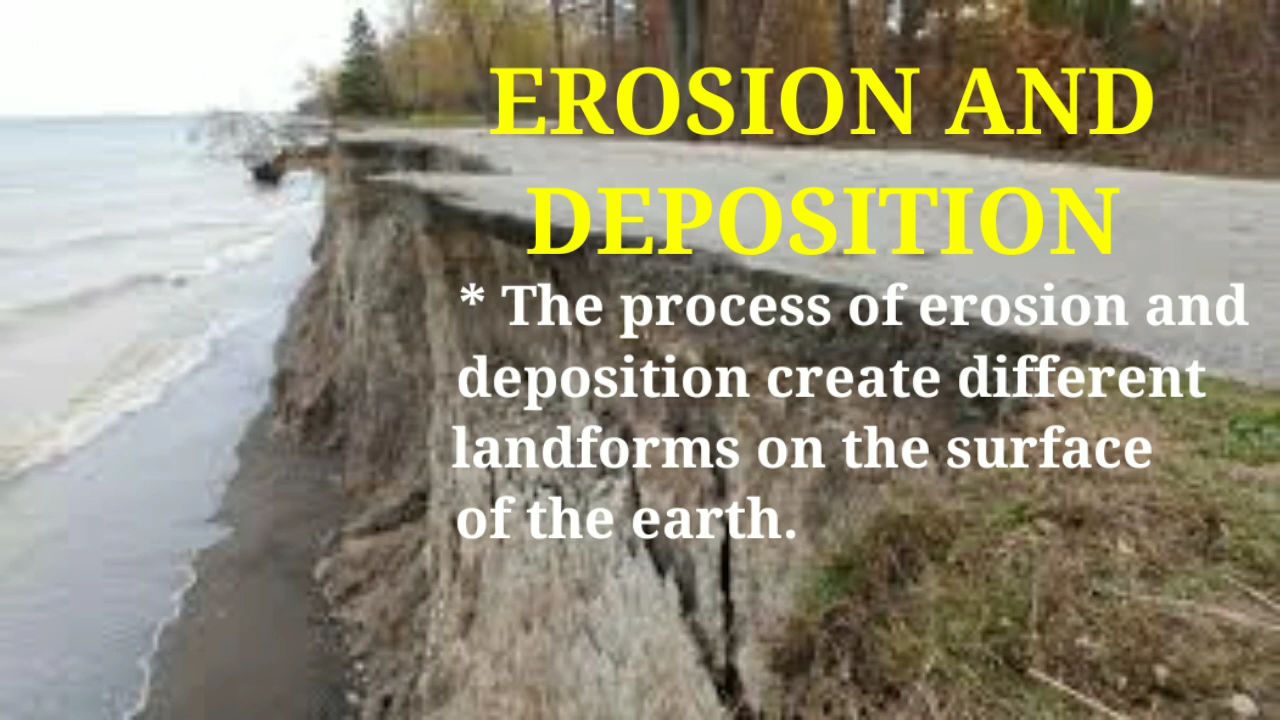 EROSION AND
DEPOSITION
* The process of erosion and
deposition create different
landforms on the surface
of the earth.